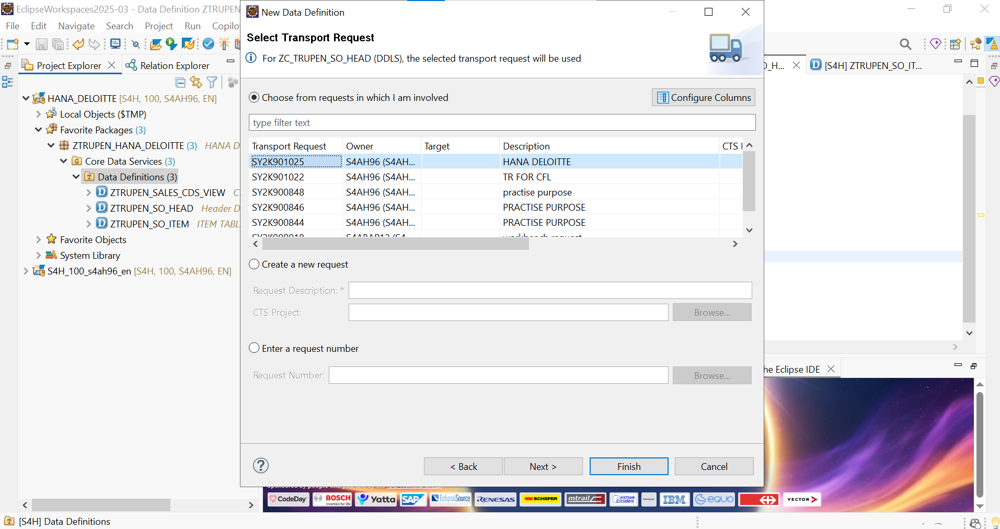 EclipseWorkspaces2025-03 - Data Definition ZTRUPEN
File Edit Navigate Search Project Run Copilo
Project Explorer
Relation Explorer
HANA_DELOITTE [S4H, 100, S4AH96, EN]
Local Objects ($TMP)
Favorite Packages (3)
ZTRUPEN_HANA_DELOITTE (3) HANA D
Core Data Services (3)
Data Definitions (3)
ZTRUPEN_SALES_CDS_VIEW
ZTRUPEN_SO_HEAD Header D
ZTRUPEN_SO_ITEM ITEM TABL
Favorite Objects
System Library
S4H_100_s4ah96_en [S4H, 100, S4AH96, EN]
New Data Definition
Select Transport Request
For ZC_TRUPEN_SO_HEAD (DDLS), the selected transport request will be used
Choose from requests in which I am involved
Configure Columns
type filter text
Transport Request Owner Target Description CTS
SY2K901025 S4AH96 (S4AH... HANA DELOITTE
SY2K901022 S4AH96 (S4AH... TR FOR CFL
SY2K900848 S4AH96 (S4AH... practise purpose
SY2K900846 S4AH96 (S4AH... PRACTISE PURPOSE
SY2K900844 S4AH96 (S4AH... PRACTISE PURPOSE
Create a new request
Request Description: *
CTS Project:
Browse...
Enter a request number
Request Number:
Browse...
< Back
Next >
Finish
Cancel
_H...
[S4H] ZTRUPEN_SO_IT...
he Eclipse IDE
CodeDay
BOSCH
Invented for life
Yatta
SAP
EclipseSource
RENESAS
SSI SCHÄFER
mtrail
kichwa coders
IBM
EQUO
VECTOR
[S4H] Data Definitions